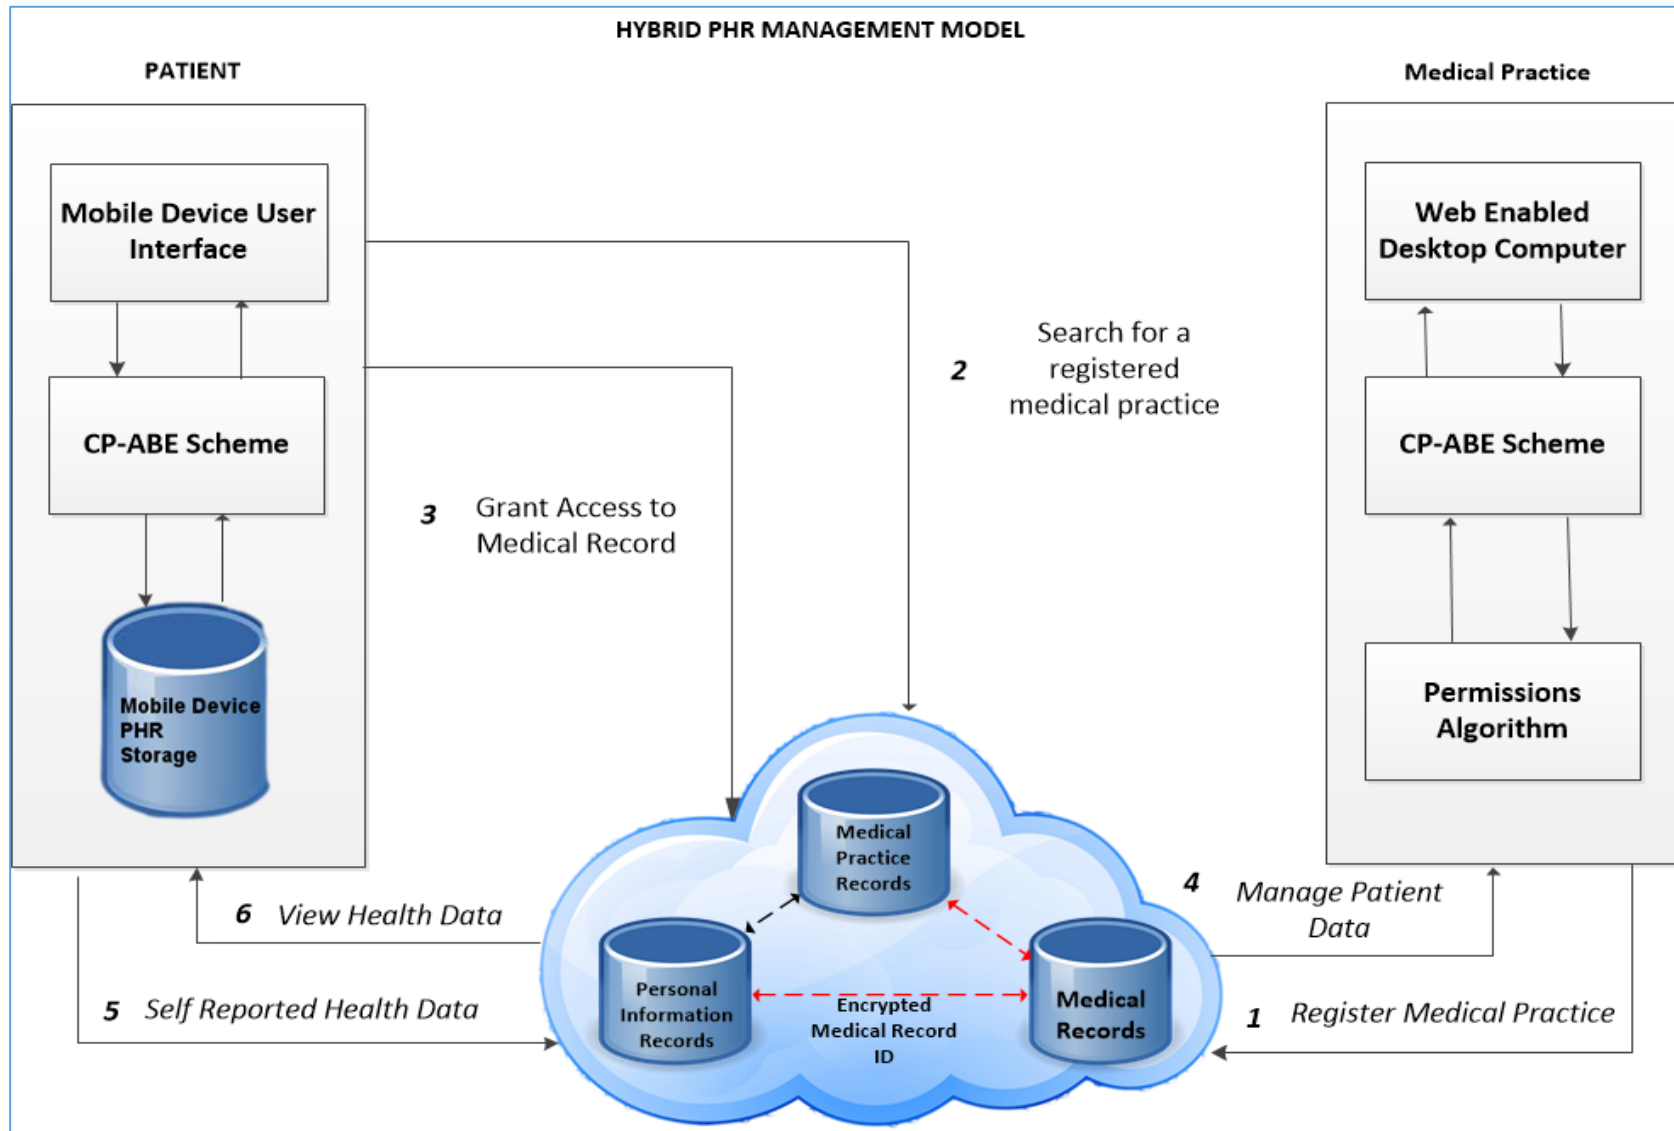 HYBRID PHR MANAGEMENT MODEL
PATIENT
Medical Practice
Mobile Device User
Interface
CP-ABE Scheme
Mobile Device
PHR
Storage
Web Enabled
Desktop Computer
CP-ABE Scheme
Permissions
Algorithm
2
Search for a
registered
medical practice
3
Grant Access to
Medical Record
Medical
Practice
Records
Personal
Information
Records
Encrypted
Medical Record
ID
Medical
Records
4
Manage Patient
Data
6
View Health Data
5
Self Reported Health Data
1
Register Medical Practice